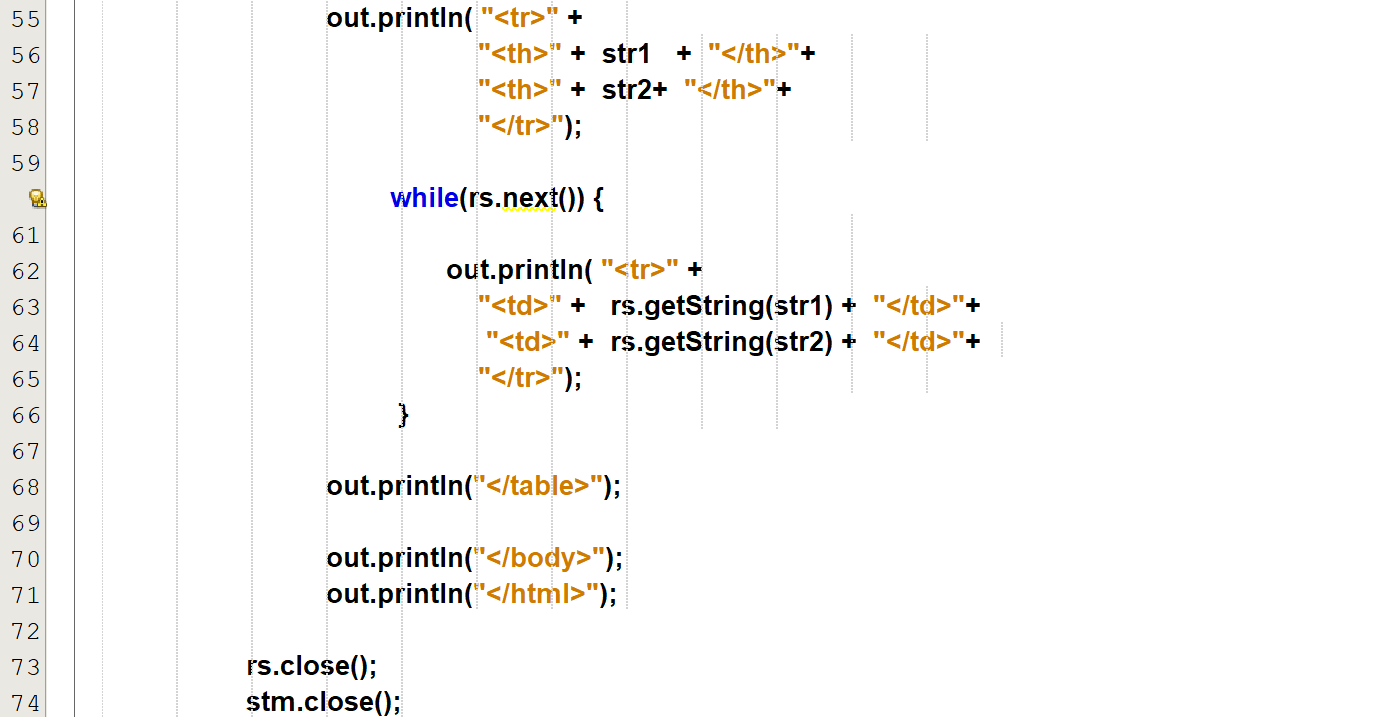 55 out.println( "<tr>" +
56 "<th>" + str1 + "</th>"+
57 "<th>" + str2+ "</th>"+
58 "</tr>");
59
while(rs.next()) {
61
62 out.println( "<tr>" +
63 "<td>" + rs.getString(str1) + "</td>"+
64 "<td>" + rs.getString(str2) + "</td>"+
65 "</tr>");
66 }
67
68 out.println("</table>");
69
70 out.println("</body>");
71 out.println("</html>");
72
73 rs.close();
74 stm.close();